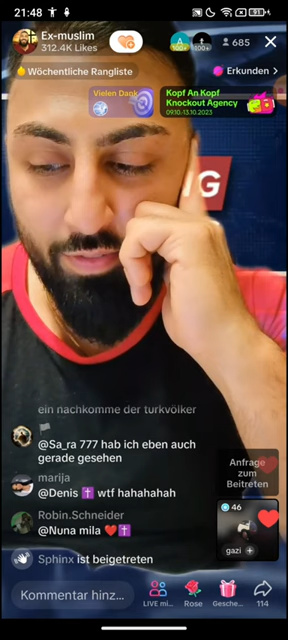 21:48
91
Ex-muslim
312.4K Likes
685
Wöchentliche Rangliste
Erkunden >
Vielen Dank
Kopf An Kopf
Knockout Agency
09.10-13.10.2023
G
ein nachkomme der turkvölker
@Sa_ra 777 hab ich eben auch
gerade gesehen
marija
@Denis ✝️ wtf hahahahah
Robin.Schneider
@Nuna mila ❤️✝️
Sphinx ist beigetreten
Anfrage
zum
Beitreten
46
gazi +
Kommentar hinz...
LIVE mi...
Rose
Gesche...
114